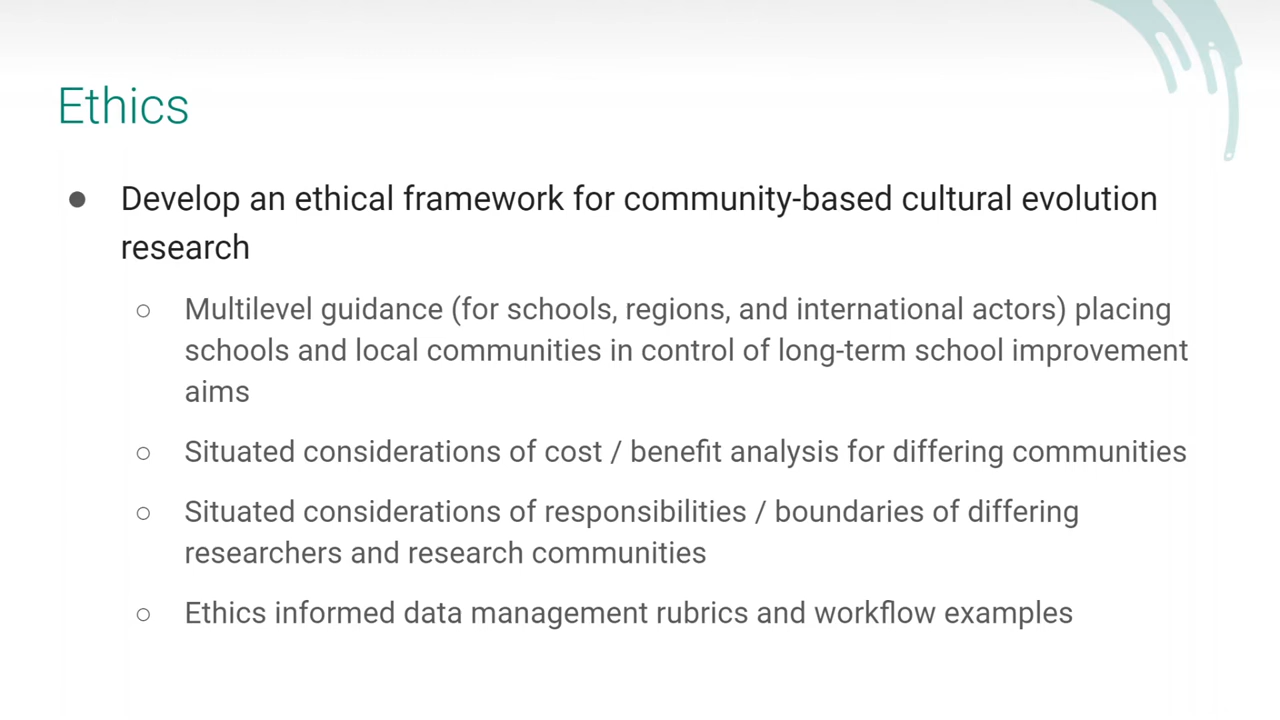 Ethics
● Develop an ethical framework for community-based cultural evolution
research
○ Multilevel guidance (for schools, regions, and international actors) placing
schools and local communities in control of long-term school improvement
aims
○ Situated considerations of cost / benefit analysis for differing communities
○ Situated considerations of responsibilities / boundaries of differing
researchers and research communities
○ Ethics informed data management rubrics and workflow examples